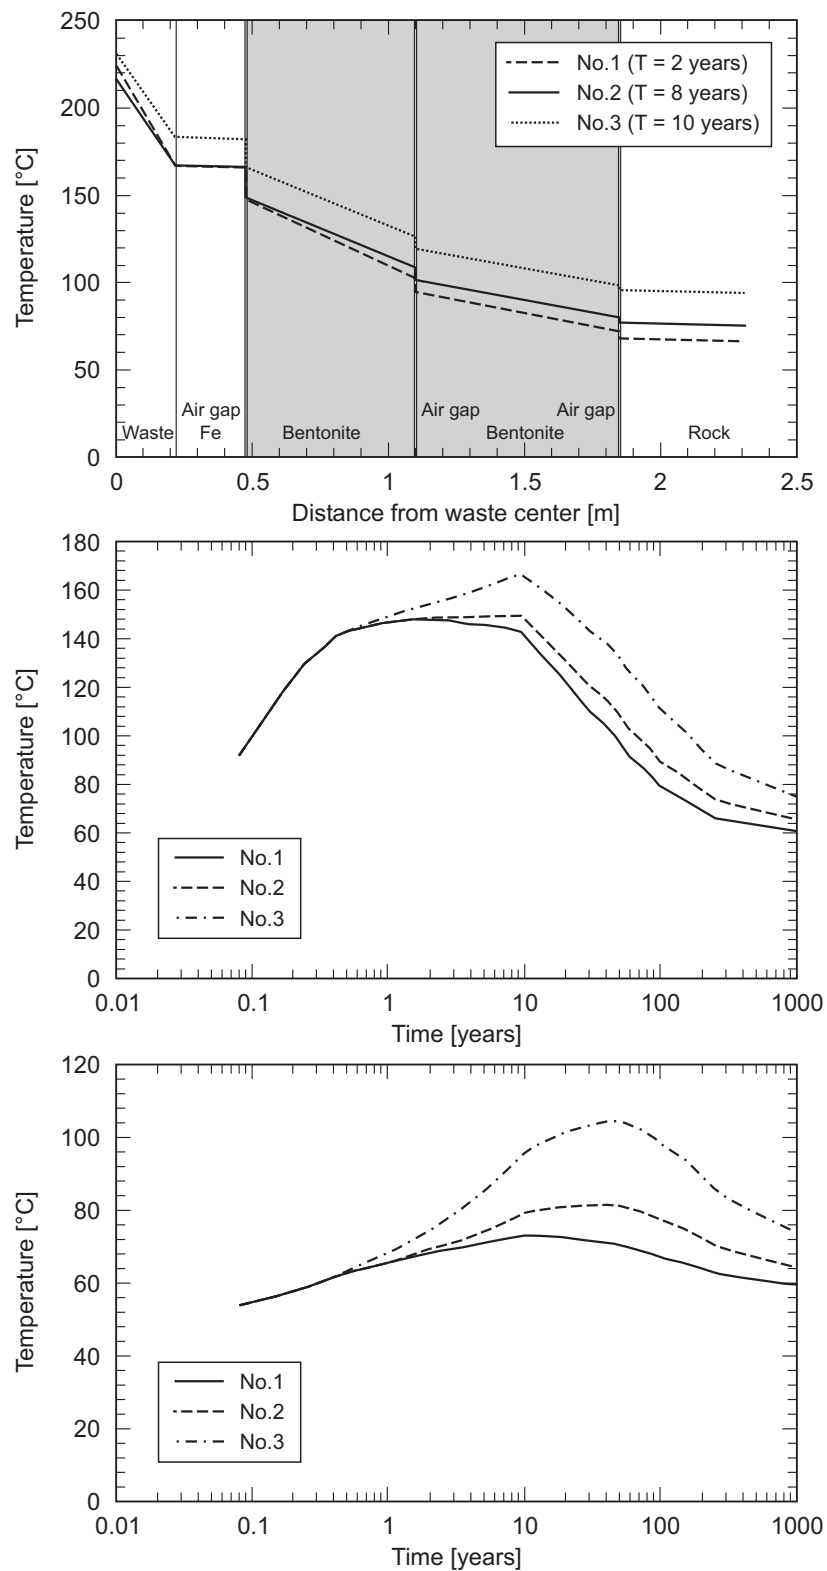 250
200
150
100
50
0
Temperature [°C]
No.1 (T = 2 years)
No.2 (T = 8 years)
No.3 (T = 10 years)
Air gap
Air gap
Air gap
Waste
Fe
Bentonite
Bentonite
Rock
0 0.5 1 1.5 2 2.5
Distance from waste center [m]
180
160
140
120
100
80
60
40
20
0
Temperature [°C]
No.1
No.2
No.3
0.01 0.1 1 10 100 1000
Time [years]
120
100
80
60
40
20
0
Temperature [°C]
No.1
No.2
No.3
0.01 0.1 1 10 100 1000
Time [years]